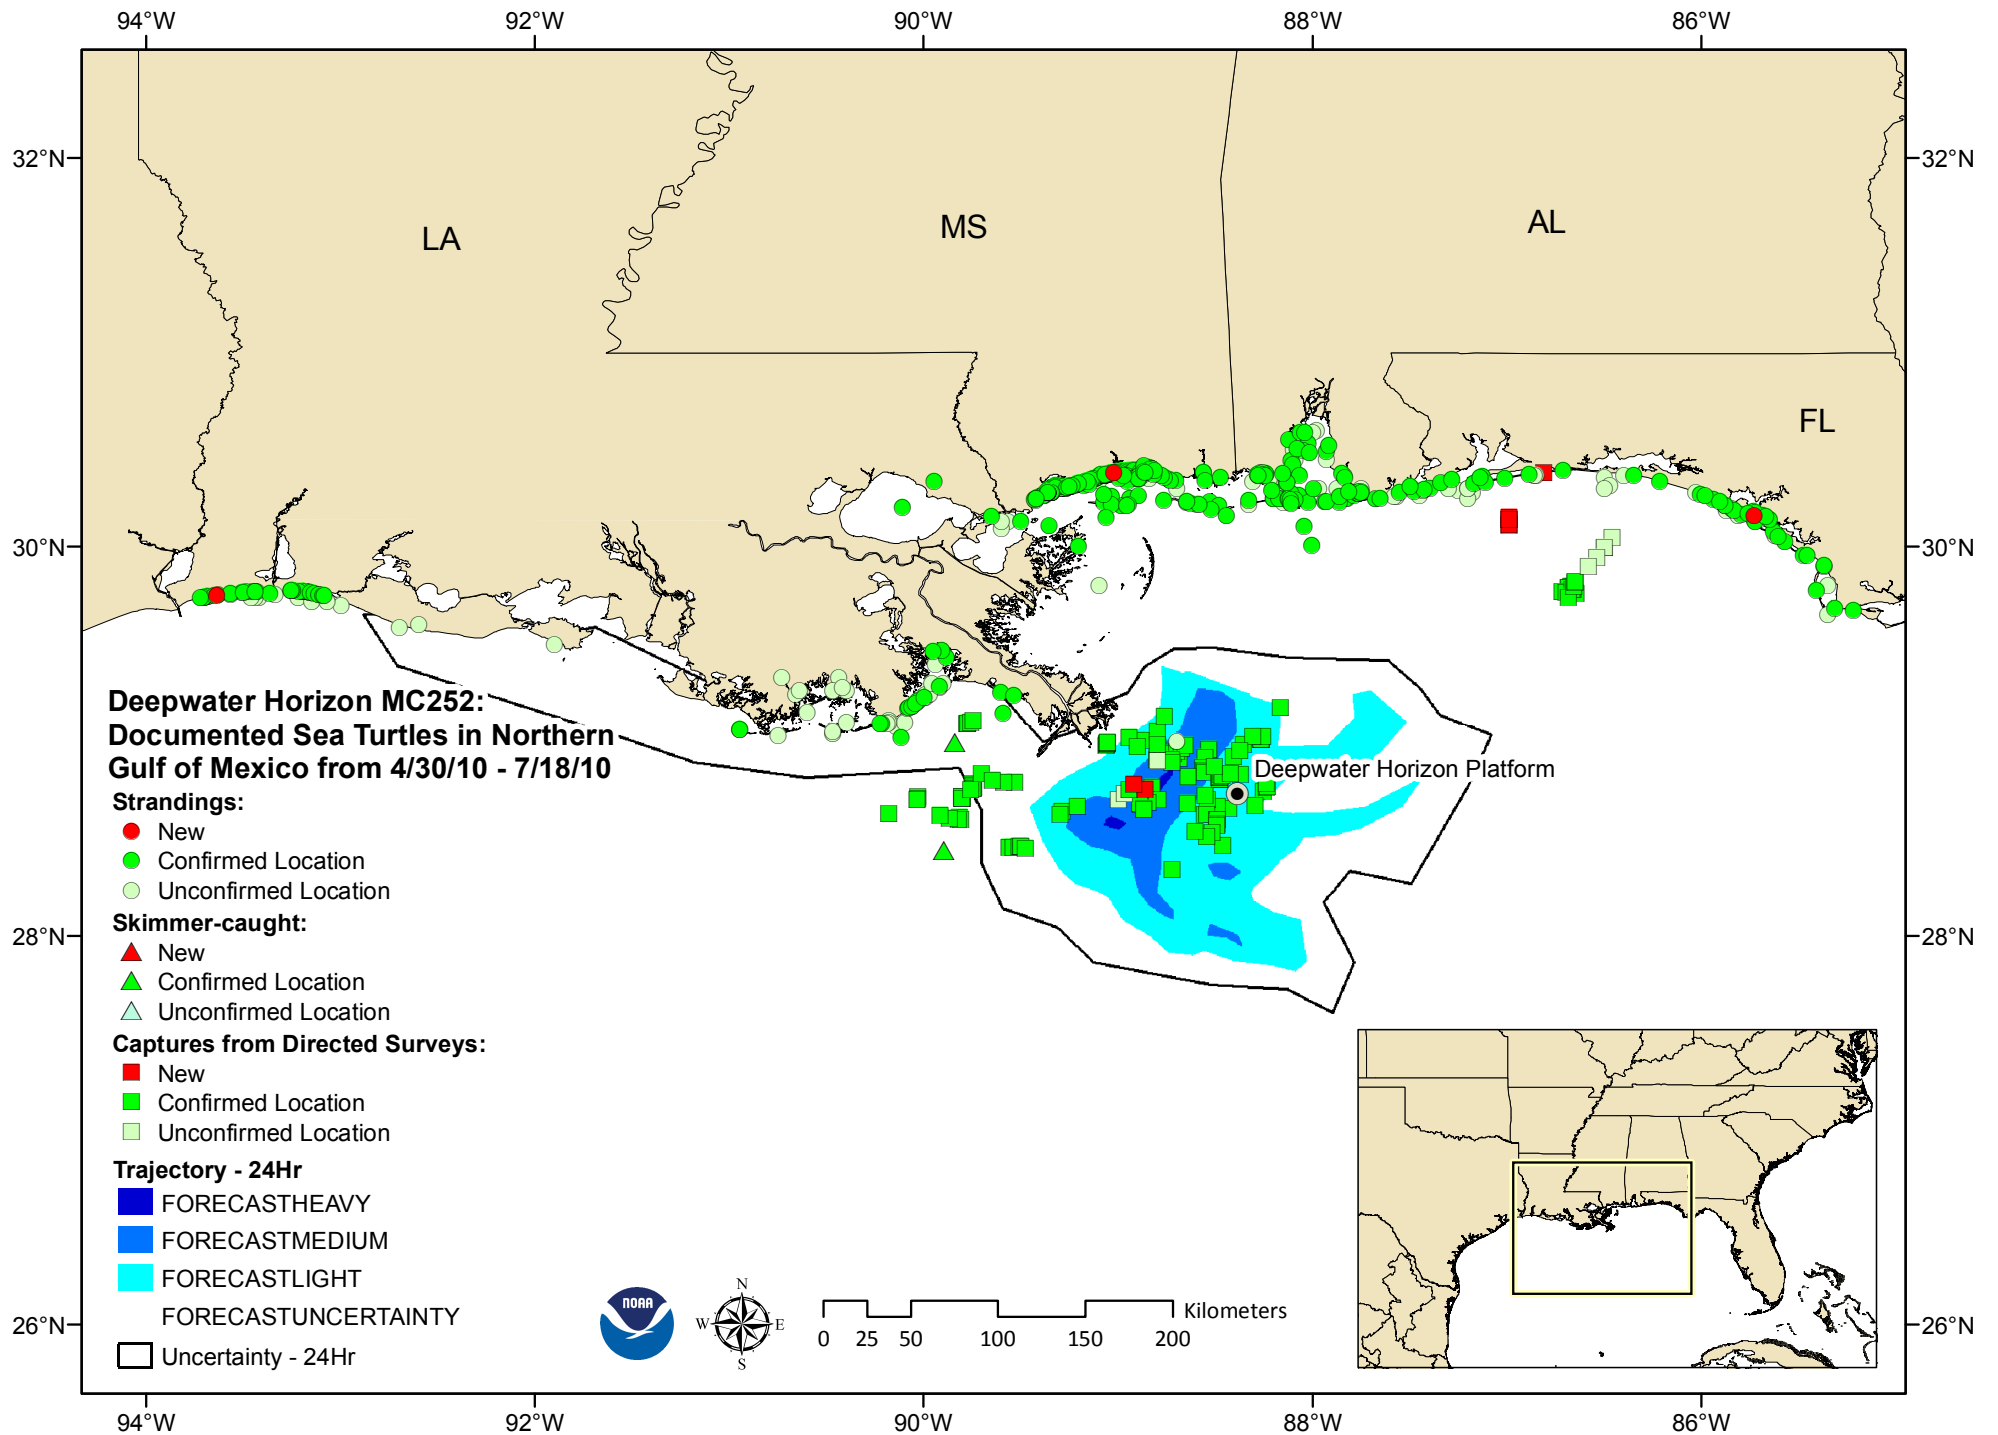 94°W 92°W 90°W 88°W 86°W
32°N 32°N
LA MS AL
FL
30°N 30°N
Deepwater Horizon MC252:
Documented Sea Turtles in Northern
Gulf of Mexico from 4/30/10 - 7/18/10
Deepwater Horizon Platform
Strandings:
New
Confirmed Location
Unconfirmed Location
Skimmer-caught:
28°N 28°N
New
Confirmed Location
Unconfirmed Location
Captures from Directed Surveys:
New
Confirmed Location
Unconfirmed Location
Trajectory - 24Hr
FORECASTHEAVY
FORECASTMEDIUM
FORECASTLIGHT
FORECASTUNCERTAINTY
Uncertainty - 24Hr
NOAA
N
W E
S
Kilometers
0 25 50 100 150 200
26°N 26°N
94°W 92°W 90°W 88°W 86°W